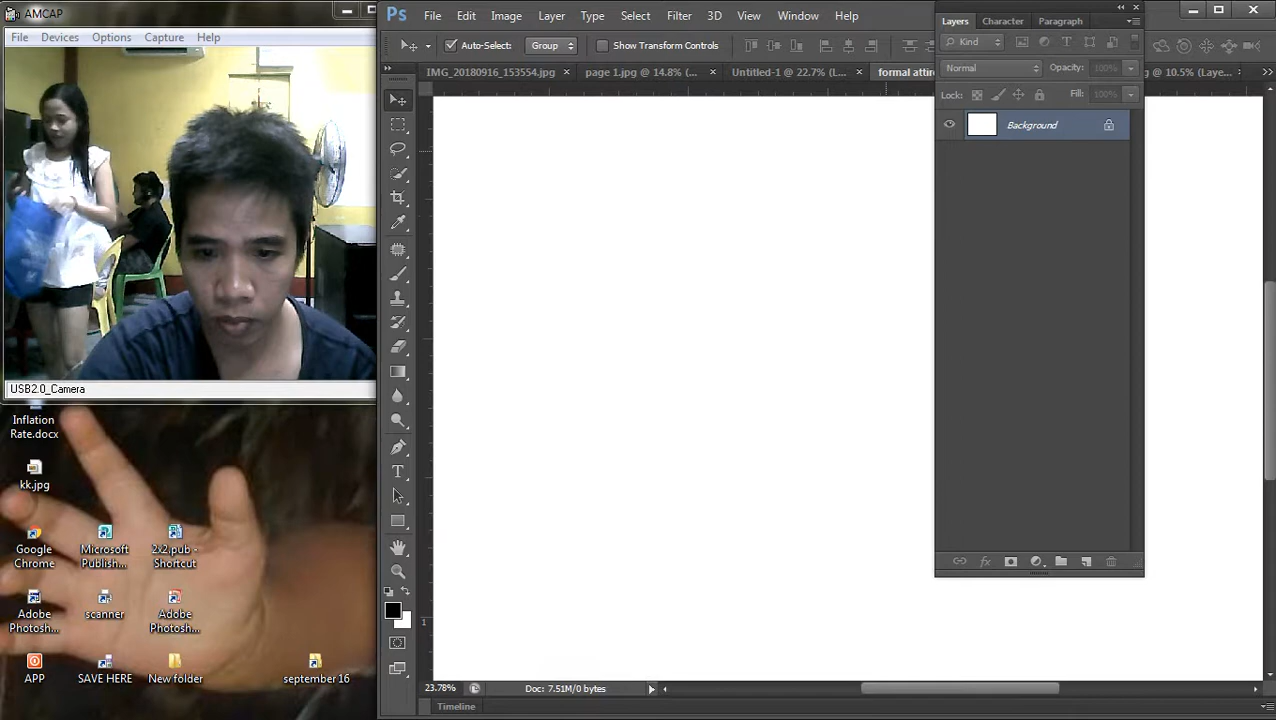 AMCAP
File Devices Options Capture Help
USB2.0_Camera
Inflation
Rate.docx
kk.jpg
Google
Chrome
Microsoft
Publish...
2x2.pub -
Shortcut
Adobe
Photosh...
scanner
Adobe
Photosh...
APP
SAVE HERE
New folder
september 16
Ps File Edit Image Layer Type Select Filter 3D View Window Help
Auto-Select: Group Show Transform Controls
IMG_20180916_153554.jpg × page 1.jpg @ 14.8% (... × Untitled-1 @ 22.7% (L... × formal attire
g @ 10.5% (Laye...
Layers Character Paragraph
Kind
Normal Opacity: 100%
Lock: Fill: 100%
Background
1
23.78% Doc: 7.51M/0 bytes
Timeline